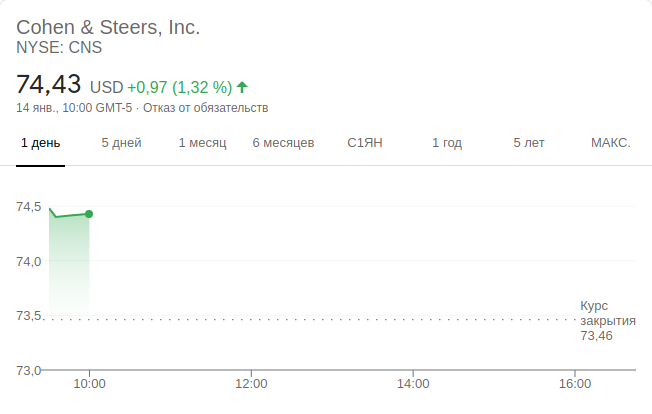 Cohen & Steers, Inc.
NYSE: CNS
74,43 USD +0,97 (1,32 %)
14 янв., 10:00 GMT-5 · Отказ от обязательств
1 день 5 дней 1 месяц 6 месяцев С1ЯН 1 год 5 лет МАКС.
74,5
74,0
73,5
Курс
закрытия
73,46
73,0
10:00 12:00 14:00 16:00